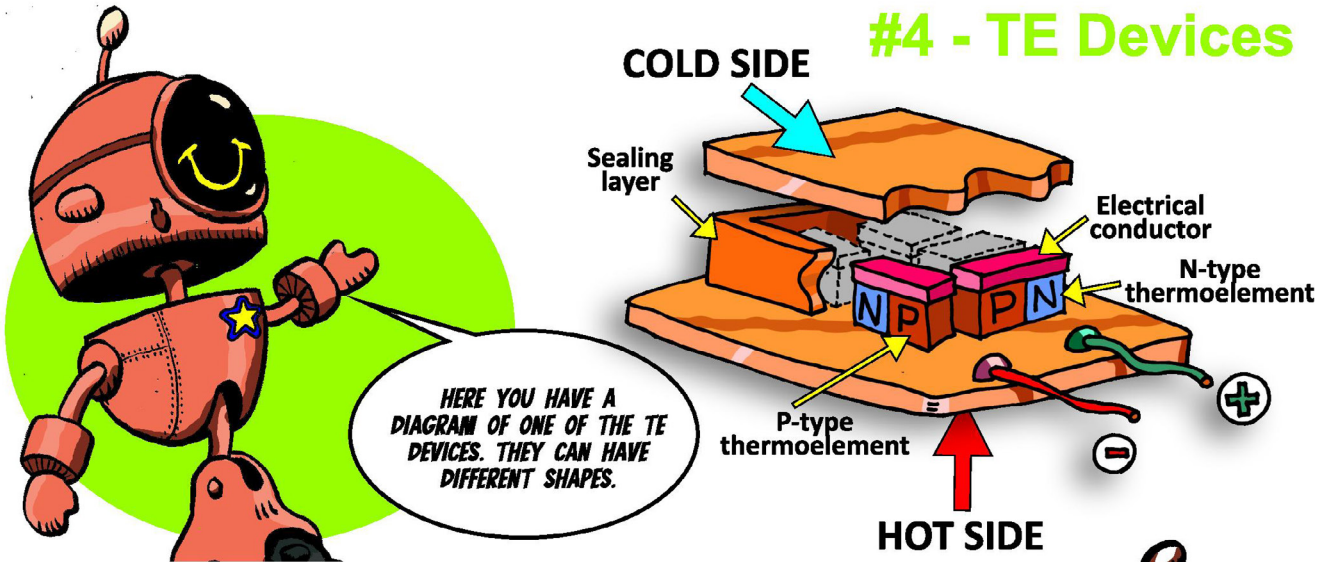 #4 - TE Devices
COLD SIDE
Sealing
layer
Electrical
conductor
N-type
thermoelement
N P
P N
HERE YOU HAVE A
DIAGRAM OF ONE OF THE TE
DEVICES. THEY CAN HAVE
DIFFERENT SHAPES.
P-type
thermoelement
+
-
HOT SIDE